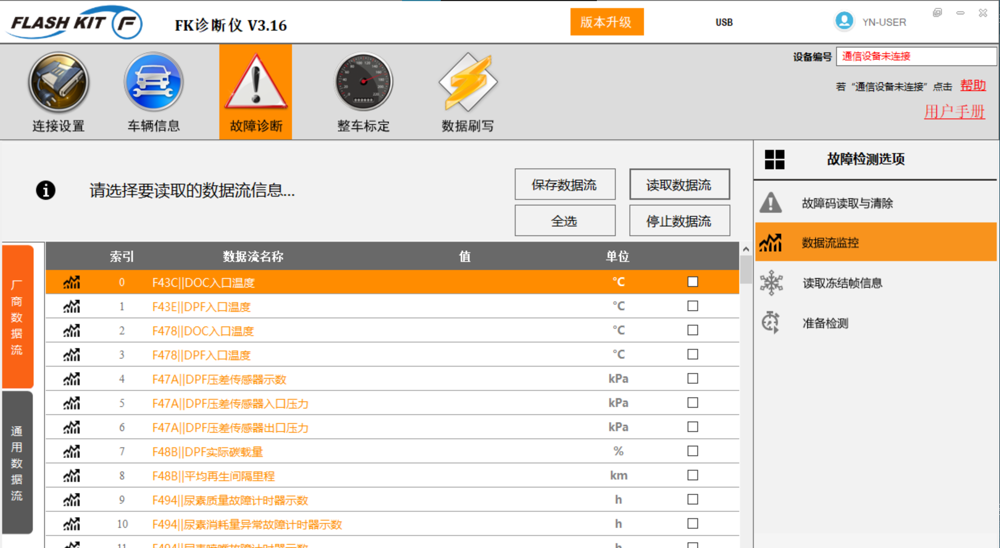 FLASH KIT F
FK诊断仪 V3.16
版本升级
USB
YN-USER
连接设置
车辆信息
故障诊断
整车标定
数据刷写
设备编号 通信设备未连接
若“通信设备未连接”点击 帮助
用户手册
请选择要读取的数据流信息...
保存数据流
读取数据流
全选
停止数据流
厂商数据流
通用数据流
索引 数据流名称 值 单位
0 F43C||DOC入口温度 °C
1 F43E||DPF入口温度 °C
2 F478||DOC入口温度 °C
3 F478||DPF入口温度 °C
4 F47A||DPF压差传感器示数 kPa
5 F47A||DPF压差传感器入口压力 kPa
6 F47A||DPF压差传感器出口压力 kPa
7 F48B||DPF实际碳载量 %
8 F48B||平均再生间隔里程 km
9 F494||尿素质量故障计时器示数 h
10 F494||尿素消耗量异常故障计时器示数 h
11 F494||尿素喷嘴故障计时器示数 h
故障检测选项
故障码读取与清除
数据流监控
读取冻结帧信息
准备检测